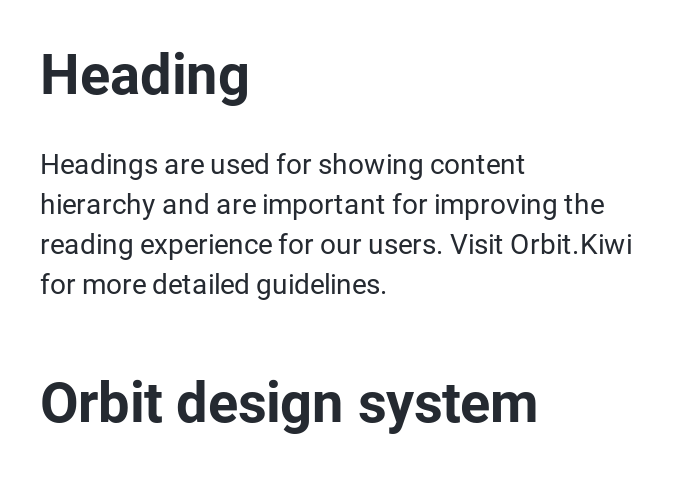 Heading
Headings are used for showing content
hierarchy and are important for improving the
reading experience for our users. Visit Orbit.Kiwi
for more detailed guidelines.
Orbit design system